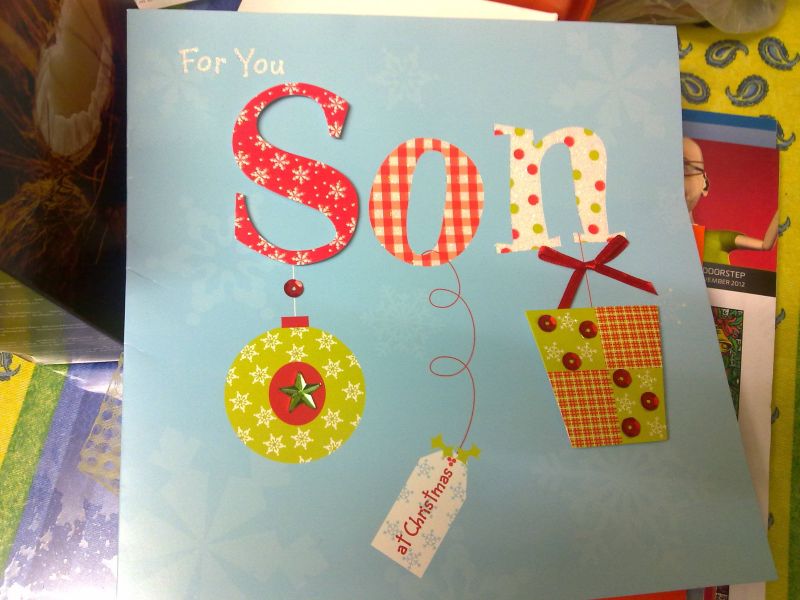 For You
Son
at Christmas
DOORSTEP
EMBER 2012